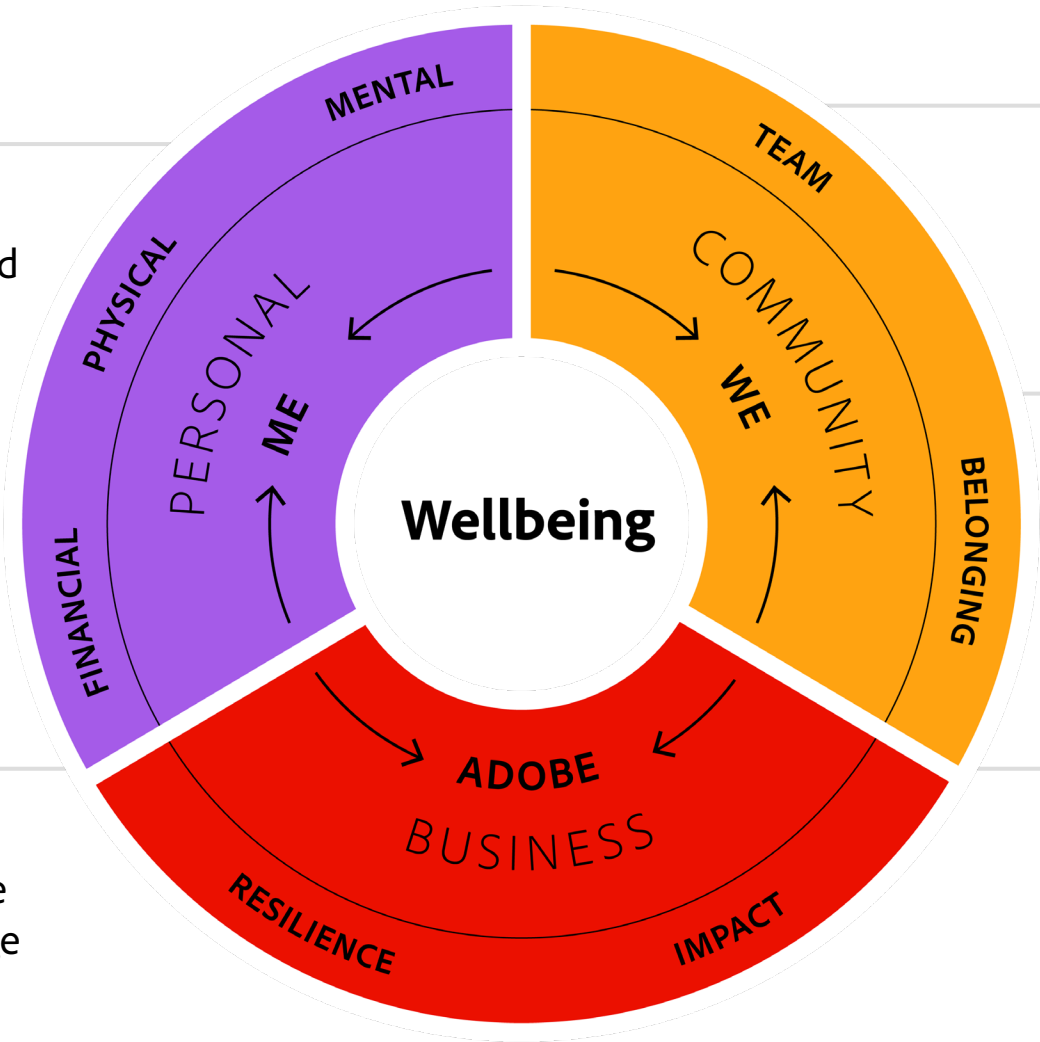 MENTAL
PHYSICAL
FINANCIAL
PERSONAL
ME
TEAM
BELONGING
COMMUNITY
WE
Wellbeing
ADOBE
BUSINESS
RESILIENCE
IMPACT